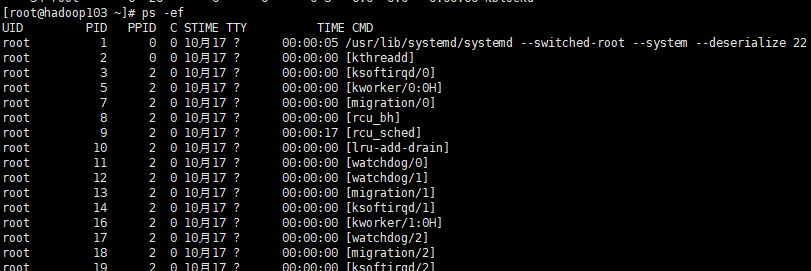 [root@hadoop103 ~]# ps -ef
UID PID PPID C STIME TTY TIME CMD
root 1 0 0 10月17 ? 00:00:05 /usr/lib/systemd/systemd --switched-root --system --deserialize 22
root 2 0 0 10月17 ? 00:00:00 [kthreadd]
root 3 2 0 10月17 ? 00:00:00 [ksoftirqd/0]
root 5 2 0 10月17 ? 00:00:00 [kworker/0:0H]
root 7 2 0 10月17 ? 00:00:00 [migration/0]
root 8 2 0 10月17 ? 00:00:00 [rcu_bh]
root 9 2 0 10月17 ? 00:00:17 [rcu_sched]
root 10 2 0 10月17 ? 00:00:00 [lru-add-drain]
root 11 2 0 10月17 ? 00:00:00 [watchdog/0]
root 12 2 0 10月17 ? 00:00:00 [watchdog/1]
root 13 2 0 10月17 ? 00:00:00 [migration/1]
root 14 2 0 10月17 ? 00:00:00 [ksoftirqd/1]
root 16 2 0 10月17 ? 00:00:00 [kworker/1:0H]
root 17 2 0 10月17 ? 00:00:00 [watchdog/2]
root 18 2 0 10月17 ? 00:00:00 [migration/2]
root 19 2 0 10月17 ? 00:00:00 [ksoftirqd/2]